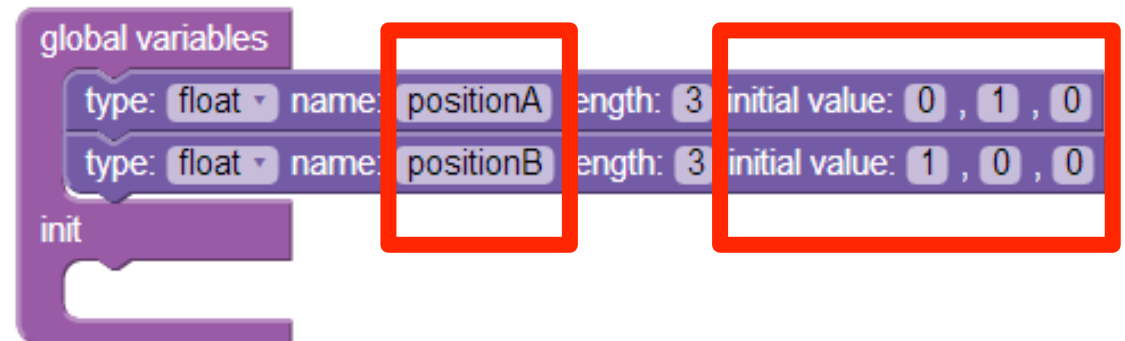 global variables
type: float name: positionA ength: 3 initial value: 0 , 1 , 0
type: float name: positionB ength: 3 initial value: 1 , 0 , 0
init